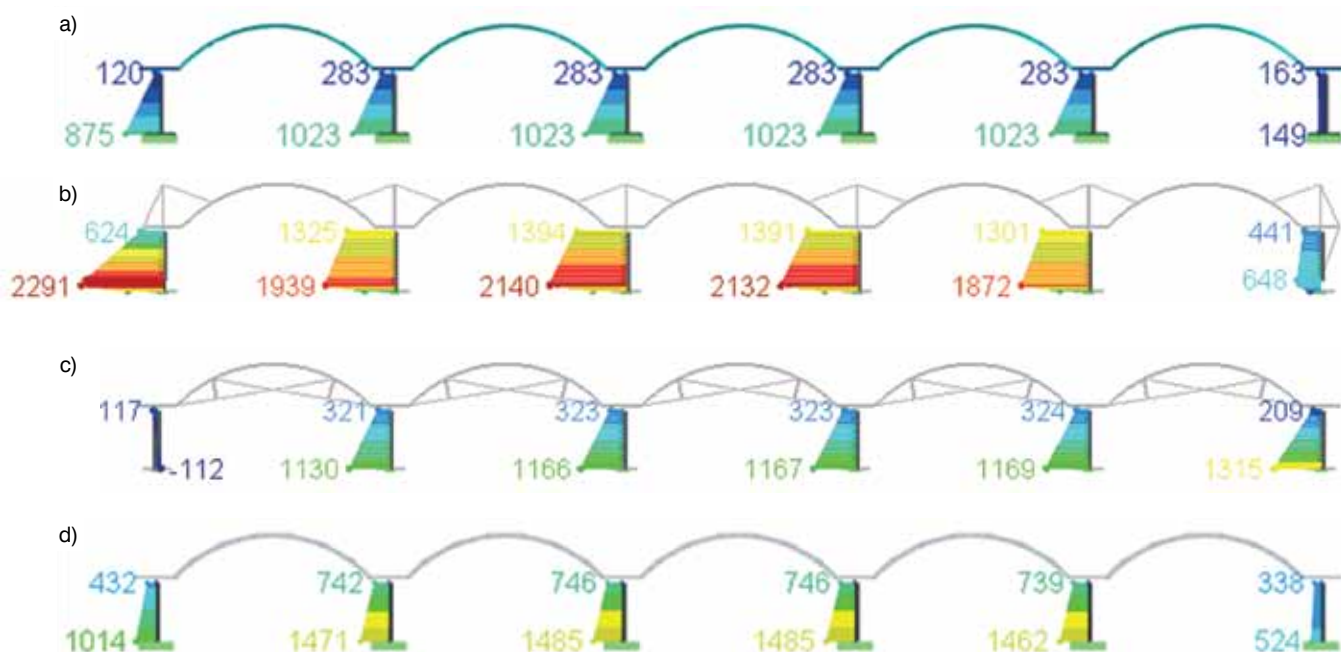 a)
120 283 283 283 283 163
875 1023 1023 1023 1023 149
b)
624 1325 1394 1391 1301 441
2291 1939 2140 2132 1872 648
c)
117 321 323 323 324 209
-112 1130 1166 1167 1169 1315
d)
432 742 746 746 739 338
1014 1471 1485 1485 1462 524